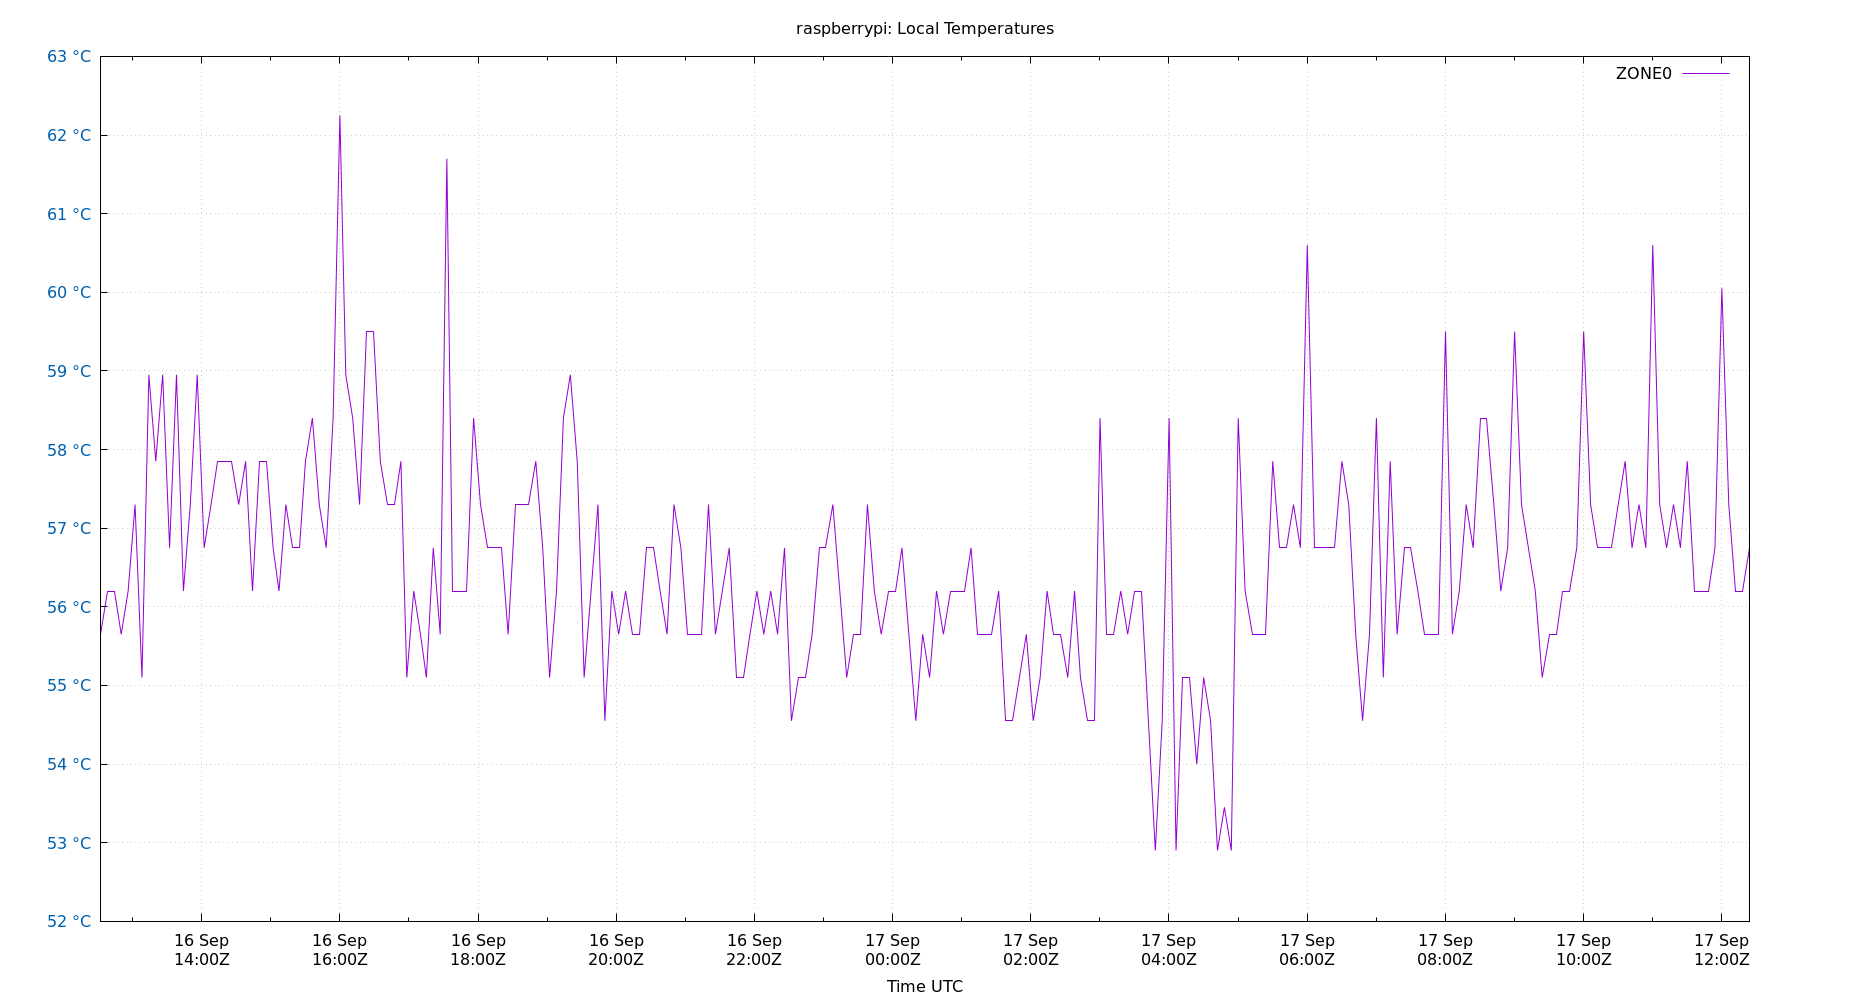 raspberrypi: Local Temperatures
63 °C
ZONE0
62 °C
61 °C
60 °C
59 °C
58 °C
57 °C
56 °C
55 °C
54 °C
53 °C
52 °C
16 Sep 16 Sep 16 Sep 16 Sep 16 Sep 17 Sep 17 Sep 17 Sep 17 Sep 17 Sep 17 Sep 17 Sep
14:00Z 16:00Z 18:00Z 20:00Z 22:00Z 00:00Z 02:00Z 04:00Z 06:00Z 08:00Z 10:00Z 12:00Z
Time UTC